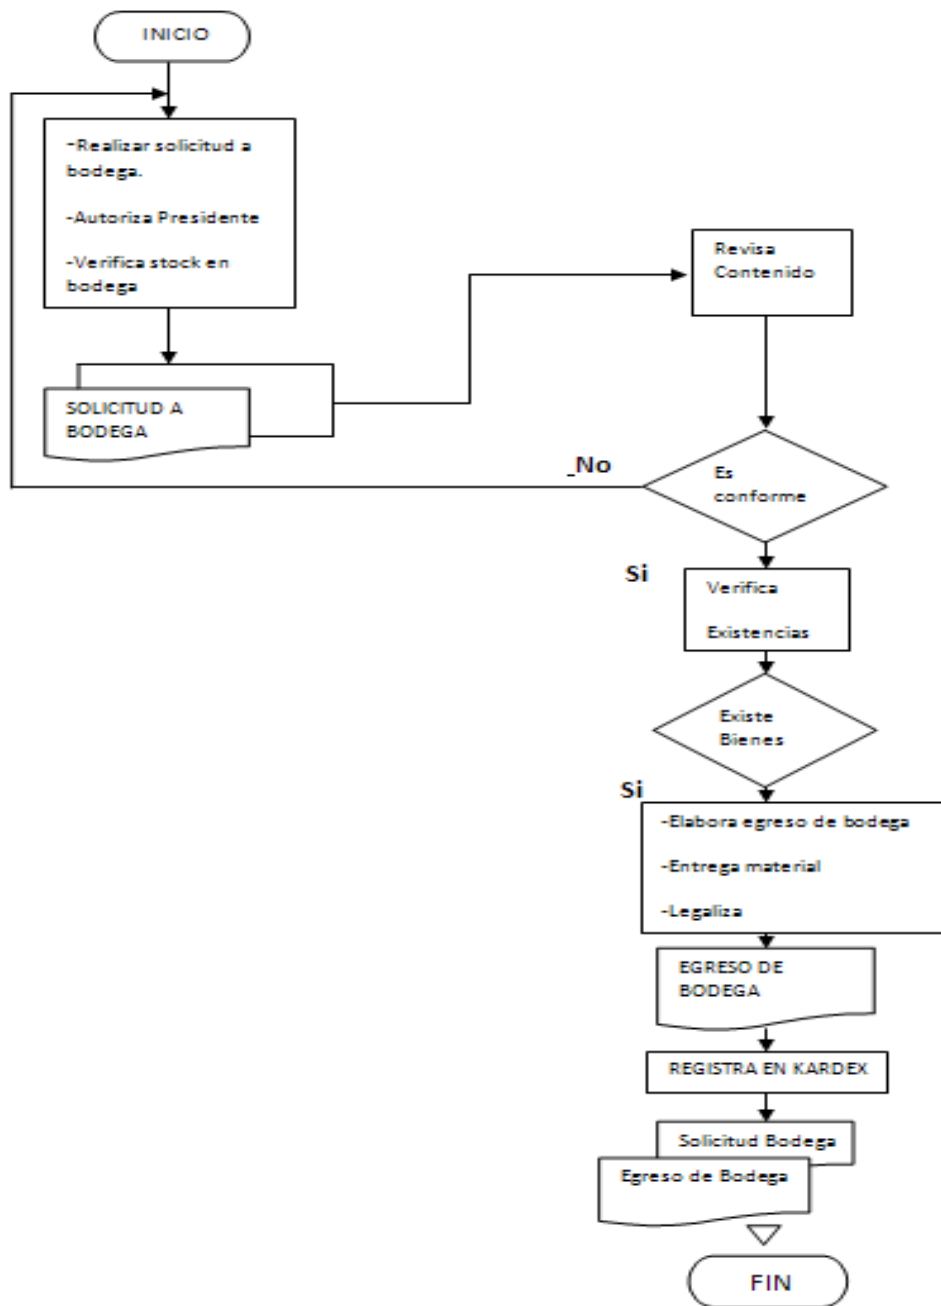 INICIO
-Realizar solicitud a
bodega.
-Autoriza Presidente
-Verifica stock en
bodega
SOLICITUD A
BODEGA
Revisa
Contenido
_No
Es
conforme
Si
Verifica
Existencias
Existe
Bienes
Si
-Elabora egreso de bodega
-Entrega material
-Legaliza
EGRESO DE
BODEGA
REGISTRA EN KARDEX
Solicitud Bodega
Egreso de Bodega
FIN